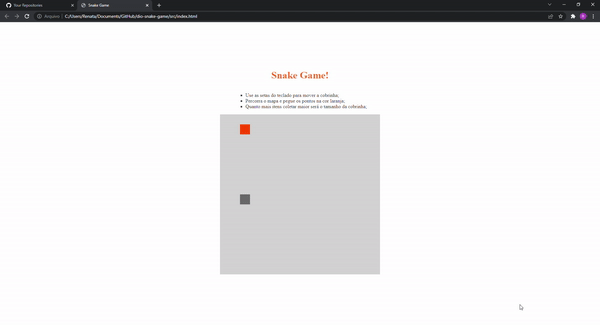 Your Repositories
Snake Game
Arquivo
C:/Users/Renata/Documents/GitHub/dio-snake-game/src/index.html
Snake Game!
Use as setas do teclado para mover a cobrinha;
Percorra o mapa e pegue os pontos na cor laranja;
Quanto mais itens coletar maior será o tamanho da cobrinha;